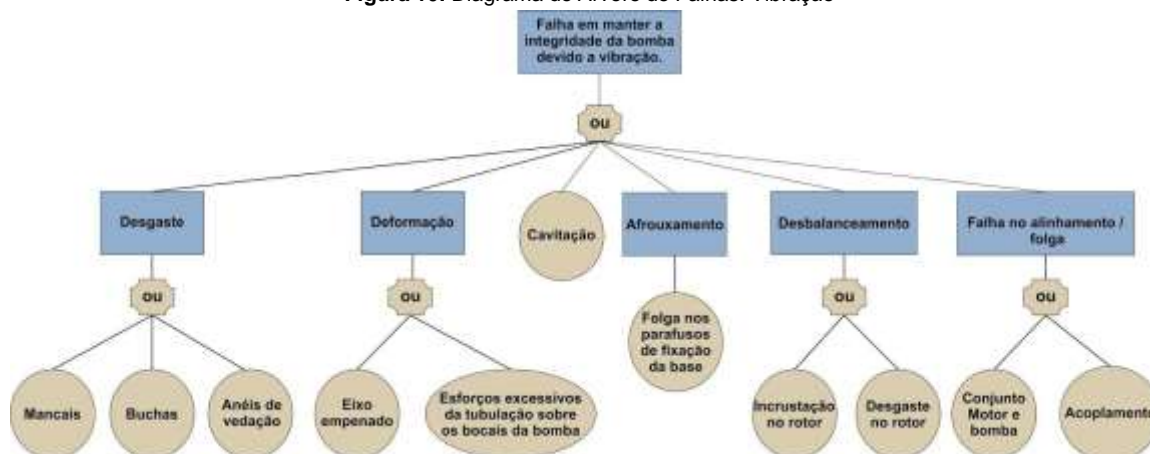 Diagrama de Árvore de Falhas: Vibração
Falha em manter a
integridade da bomba
devido a vibração.
ou
Desgaste
Deformação
Cavitação
Afrouxamento
Desbalanceamento
Falha no alinhamento /
folga
ou
ou
ou
ou
Folga nos
parafusos
de fixação
da base
Mancais
Buchas
Anéis de
vedação
Eixo
empenado
Esforços excessivos
da tubulação sobre
os bocais da bomba
Incrustação
no rotor
Desgaste
no rotor
Conjunto
Motor e
bomba
Acoplamento